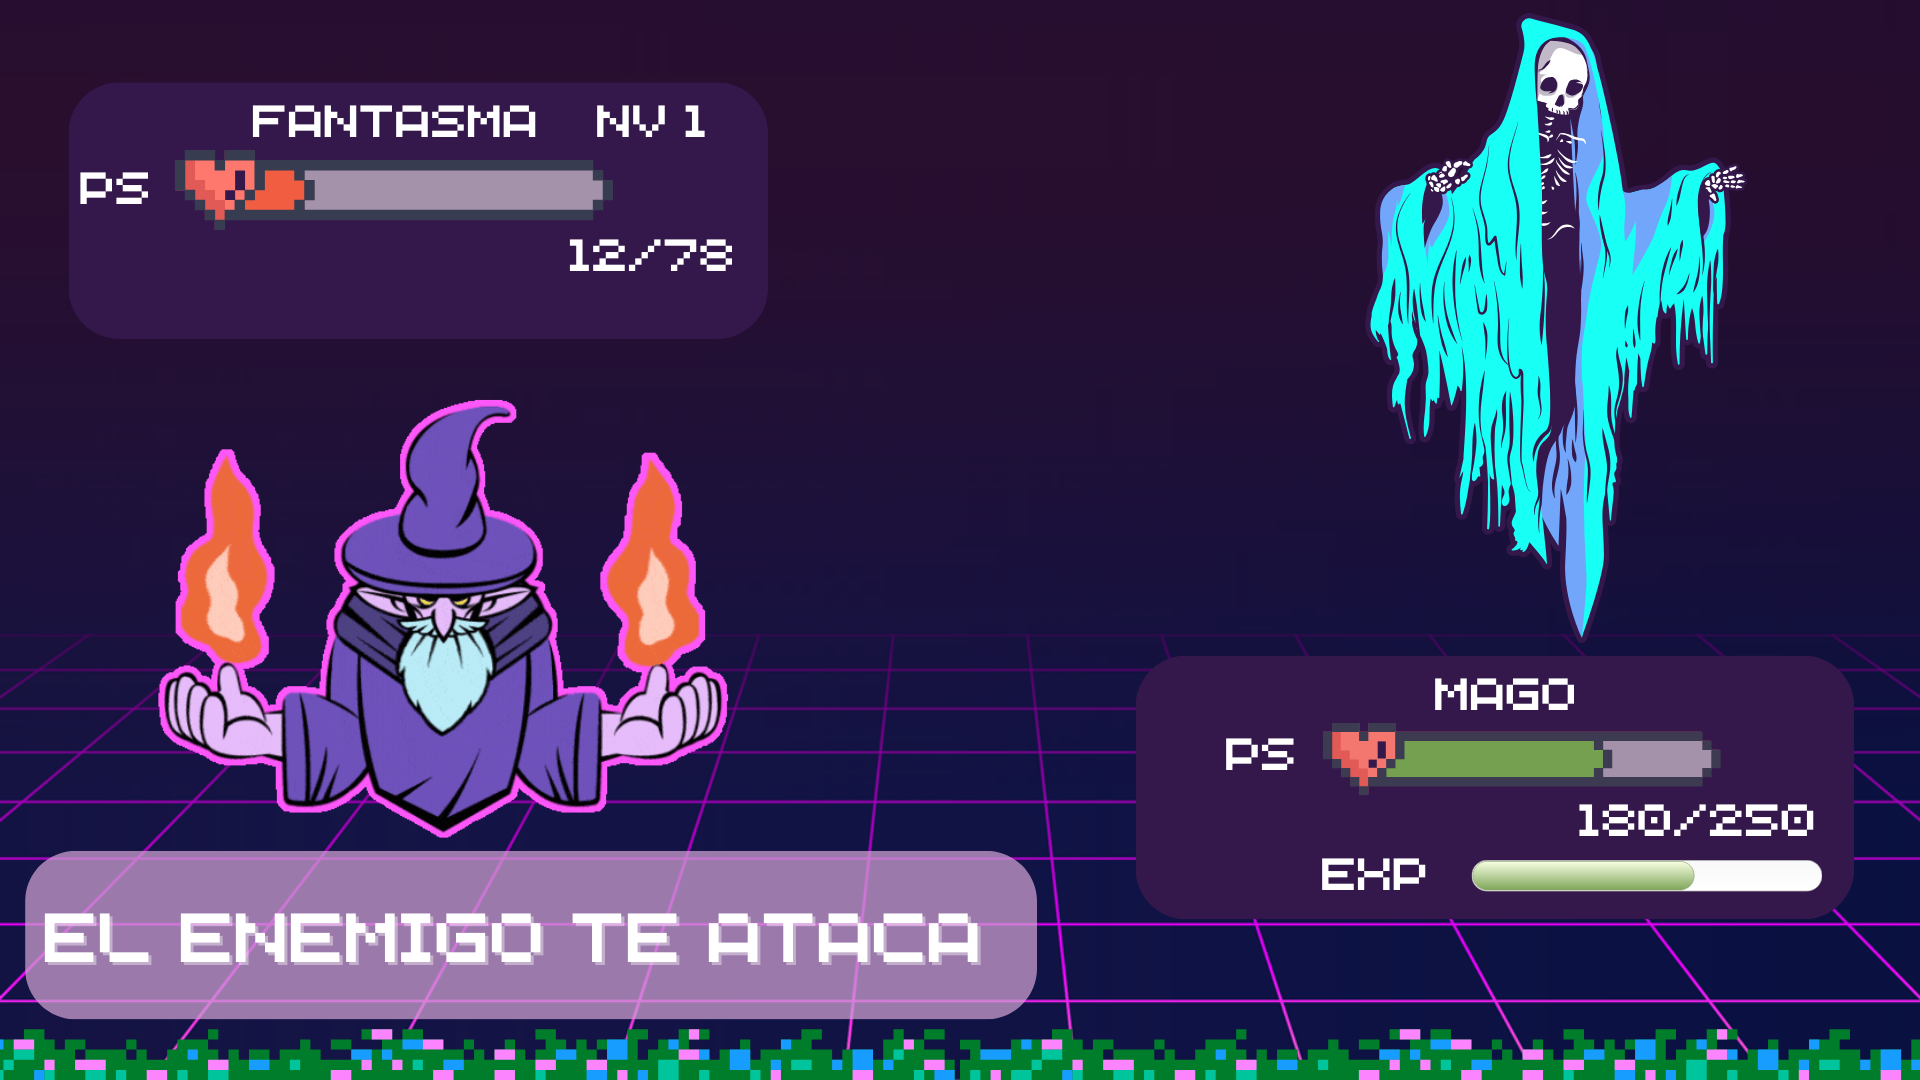 FANTASMA NV 1
PS
12/78
MAGO
PS
180/250
EXP
EL ENEMIGO TE ATACA